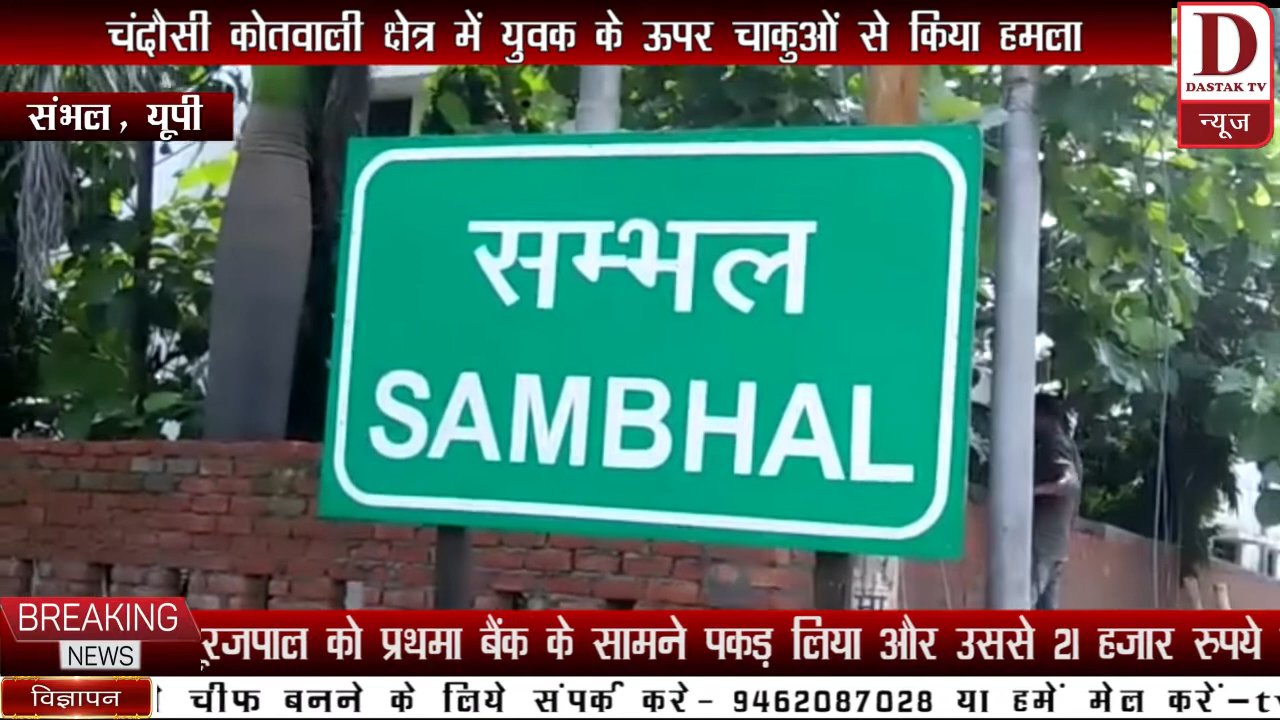 चंदौसी कोतवाली क्षेत्र में युवक के ऊपर चाकुओं से किया हमला
D
DASTAK TV
न्यूज
संभल, यूपी
सम्भल
SAMBHAL
BREAKING
NEWS
को प्रथमा बैंक के सामने पकड़ लिया और उससे 21 हजार रुपये
विज्ञापन
चीफ बनने के लिये संपर्क करे - 9462087028 या हमें मेल करें - tv